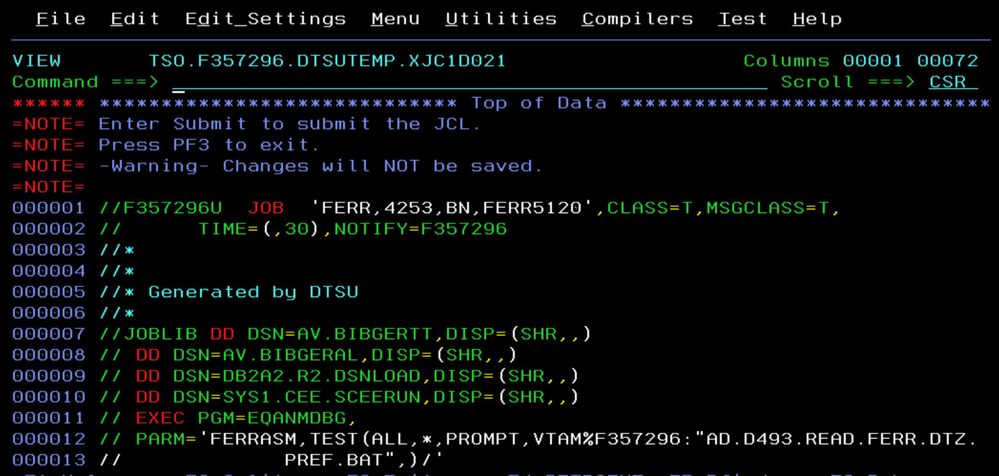 File Edit Edit_Settings Menu Utilities Compilers Test Help
VIEW TSO.F357296.DTSUTEMP.XJC1D021 Columns 00001 00072
Command ===> Scroll ===> CSR
****** ***************************** Top of Data ******************************
=NOTE= Enter Submit to submit the JCL.
=NOTE= Press PF3 to exit.
=NOTE= -Warning- Changes will NOT be saved.
=NOTE=
000001 //F357296U  JOB  'FERR,4253,BN,FERR5120',CLASS=T,MSGCLASS=T,
000002 //      TIME=(,30),NOTIFY=F357296
000003 //*
000004 //*
000005 //* Generated by DTSU
000006 //*
000007 //JOBLIB DD DSN=AV.BIBGERTT,DISP=(SHR,,)
000008 // DD DSN=AV.BIBGERAL,DISP=(SHR,,)
000009 // DD DSN=DB2A2.R2.DSNLOAD,DISP=(SHR,,)
000010 // DD DSN=SYS1.CEE.SCEERUN,DISP=(SHR,,)
000011 // EXEC PGM=EQANMDBG,
000012 // PARM='FERRASM,TEST(ALL,*,PROMPT,VTAM%F357296:"AD.D493.READ.FERR.DTZ.
000013 //             PREF.BAT",)/'